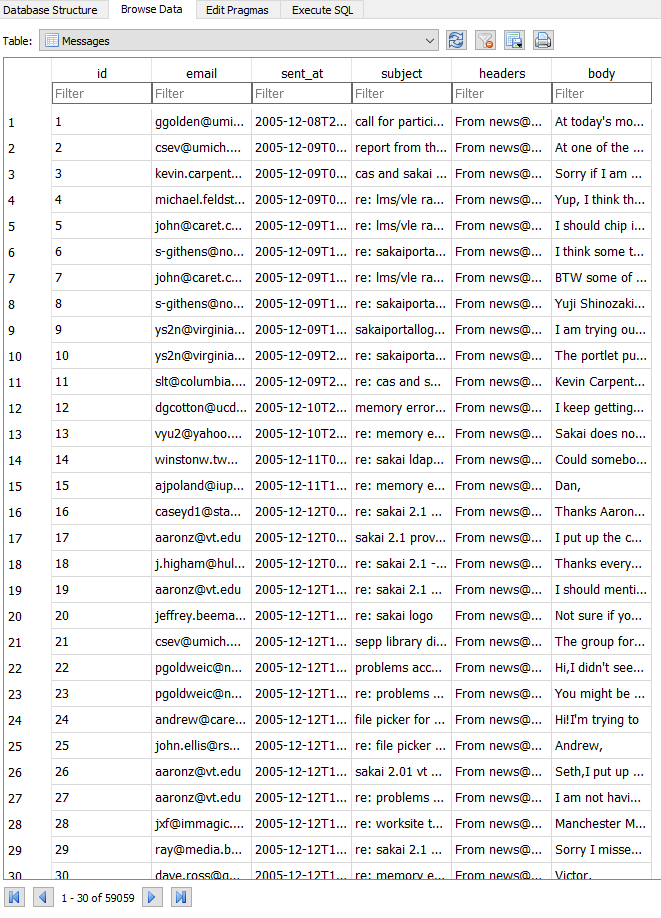 Database Structure Browse Data Edit Pragmas Execute SQL
Table: Messages
id email sent_at subject headers body
Filter Filter Filter Filter Filter Filter
1 1 ggolden@umi... 2005-12-08T2... call for partici... From news@... At today's mo...
2 2 csev@umich.... 2005-12-09T0... report from th... From news@... At one of the ...
3 3 kevin.carpent... 2005-12-09T0... cas and sakai ... From news@... Sorry if I am ...
4 4 michael.feldst... 2005-12-09T0... re: lms/vle ra... From news@... Yup, I think th...
5 5 john@caret.c... 2005-12-09T1... re: lms/vle ra... From news@... I should chip i...
6 6 s-githens@no... 2005-12-09T1... re: sakaiporta... From news@... I think some t...
7 7 john@caret.c... 2005-12-09T1... re: lms/vle ra... From news@... BTW some of ...
8 8 s-githens@no... 2005-12-09T1... re: sakaiporta... From news@... Yuji Shinozaki...
9 9 ys2n@virginia... 2005-12-09T1... sakaiportallog... From news@... I am trying ou...
10 10 ys2n@virginia... 2005-12-09T2... re: sakaiporta... From news@... The portlet pu...
11 11 slt@columbia.... 2005-12-09T2... re: cas and s... From news@... Kevin Carpent...
12 12 dgcotton@ucd... 2005-12-10T2... memory error... From news@... I keep getting...
13 13 vyu2@yahoo.... 2005-12-10T2... re: memory e... From news@... Sakai does no...
14 14 winstonw.tw... 2005-12-11T0... re: sakai ldap... From news@... Could somebo...
15 15 ajpoland@iup... 2005-12-11T1... re: memory e... From news@... Dan,
16 16 caseyd1@sta... 2005-12-12T0... re: sakai 2.1 ... From news@... Thanks Aaron...
17 17 aaronz@vt.edu 2005-12-12T0... sakai 2.1 prov... From news@... I put up the c...
18 18 j.higham@hul... 2005-12-12T0... re: sakai 2.1 -... From news@... Thanks every...
19 19 aaronz@vt.edu 2005-12-12T1... re: sakai 2.1 ... From news@... I should menti...
20 20 jeffrey.beema... 2005-12-12T1... re: sakai logo From news@... Not sure if yo...
21 21 csev@umich.... 2005-12-12T1... sepp library di... From news@... The group for...
22 22 pgoldweic@n... 2005-12-12T1... problems acc... From news@... Hi,I didn't see...
23 23 pgoldweic@n... 2005-12-12T1... re: problems ... From news@... You might be ...
24 24 andrew@care... 2005-12-12T1... file picker for ... From news@... Hi!I'm trying to
25 25 john.ellis@rs... 2005-12-12T1... re: file picker ... From news@... Andrew,
26 26 aaronz@vt.edu 2005-12-12T1... sakai 2.01 vt ... From news@... Seth,I put up ...
27 27 aaronz@vt.edu 2005-12-12T1... re: problems ... From news@... I am not havi...
28 28 jxf@immagic.... 2005-12-12T1... re: worksite t... From news@... Manchester M...
29 29 ray@media.b... 2005-12-12T1... re: worksite t... From news@... Sorry I misse...
30 30 dave.ross@g... 2005-12-12T1... re: memory e... From news@... Victor,
1 - 30 of 59059